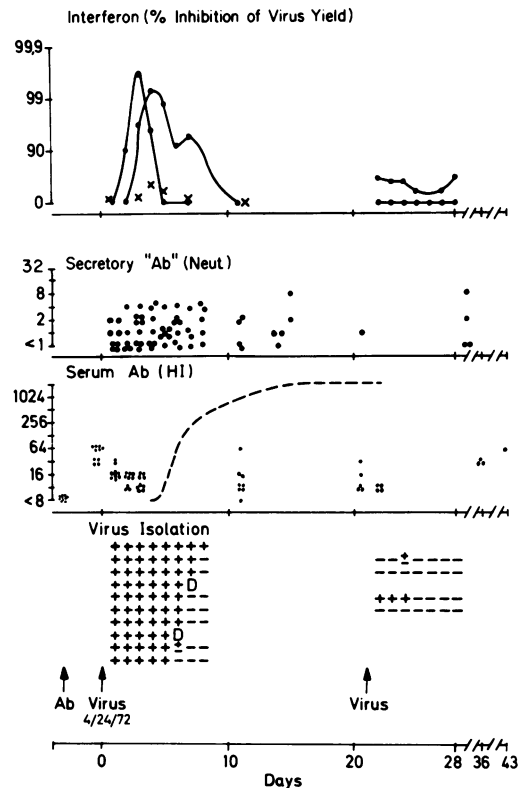 Interferon (% Inhibition of Virus Yield)
99,9
99
90
0
Secretory "Ab" (Neut.)
32
8
2
<1
Serum Ab (HI)
1024
256
64
16
<8
Virus Isolation
+ + + + + + + +
+ + + + + + + – – – ± – – – – –
+ + + + + + – – – – – – – – – –
+ + + + + + D
+ + + + + + – – + + + – – – – –
+ + + + + + – – – – – – – – – –
+ + + + + +
+ + + + + D
+ + + + + ± – –
+ + + + + + – –
Ab
Virus
4/24/72
Virus
0 10 20 28 36 43
Days